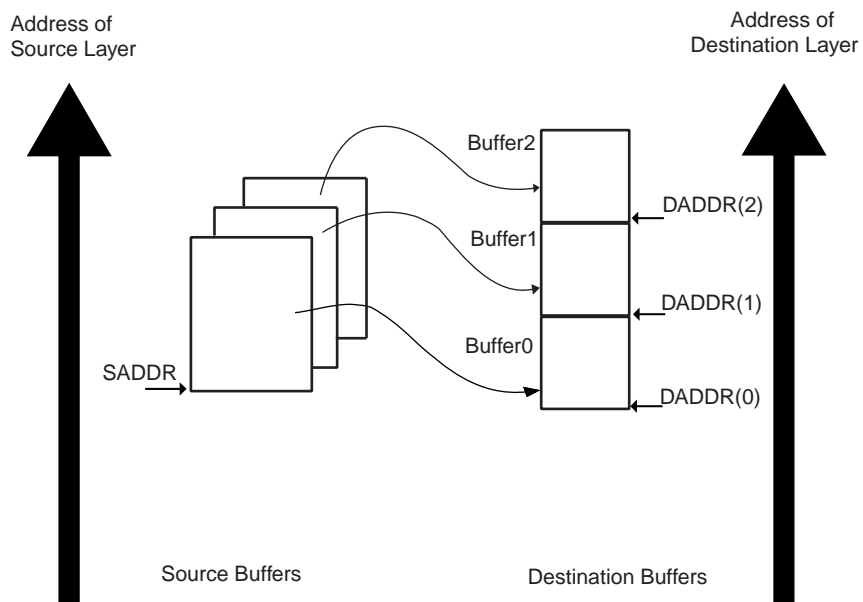 Address of
Source Layer
Address of
Destination Layer
Buffer2
DADDR(2)
Buffer1
DADDR(1)
Buffer0
SADDR
DADDR(0)
Source Buffers
Destination Buffers